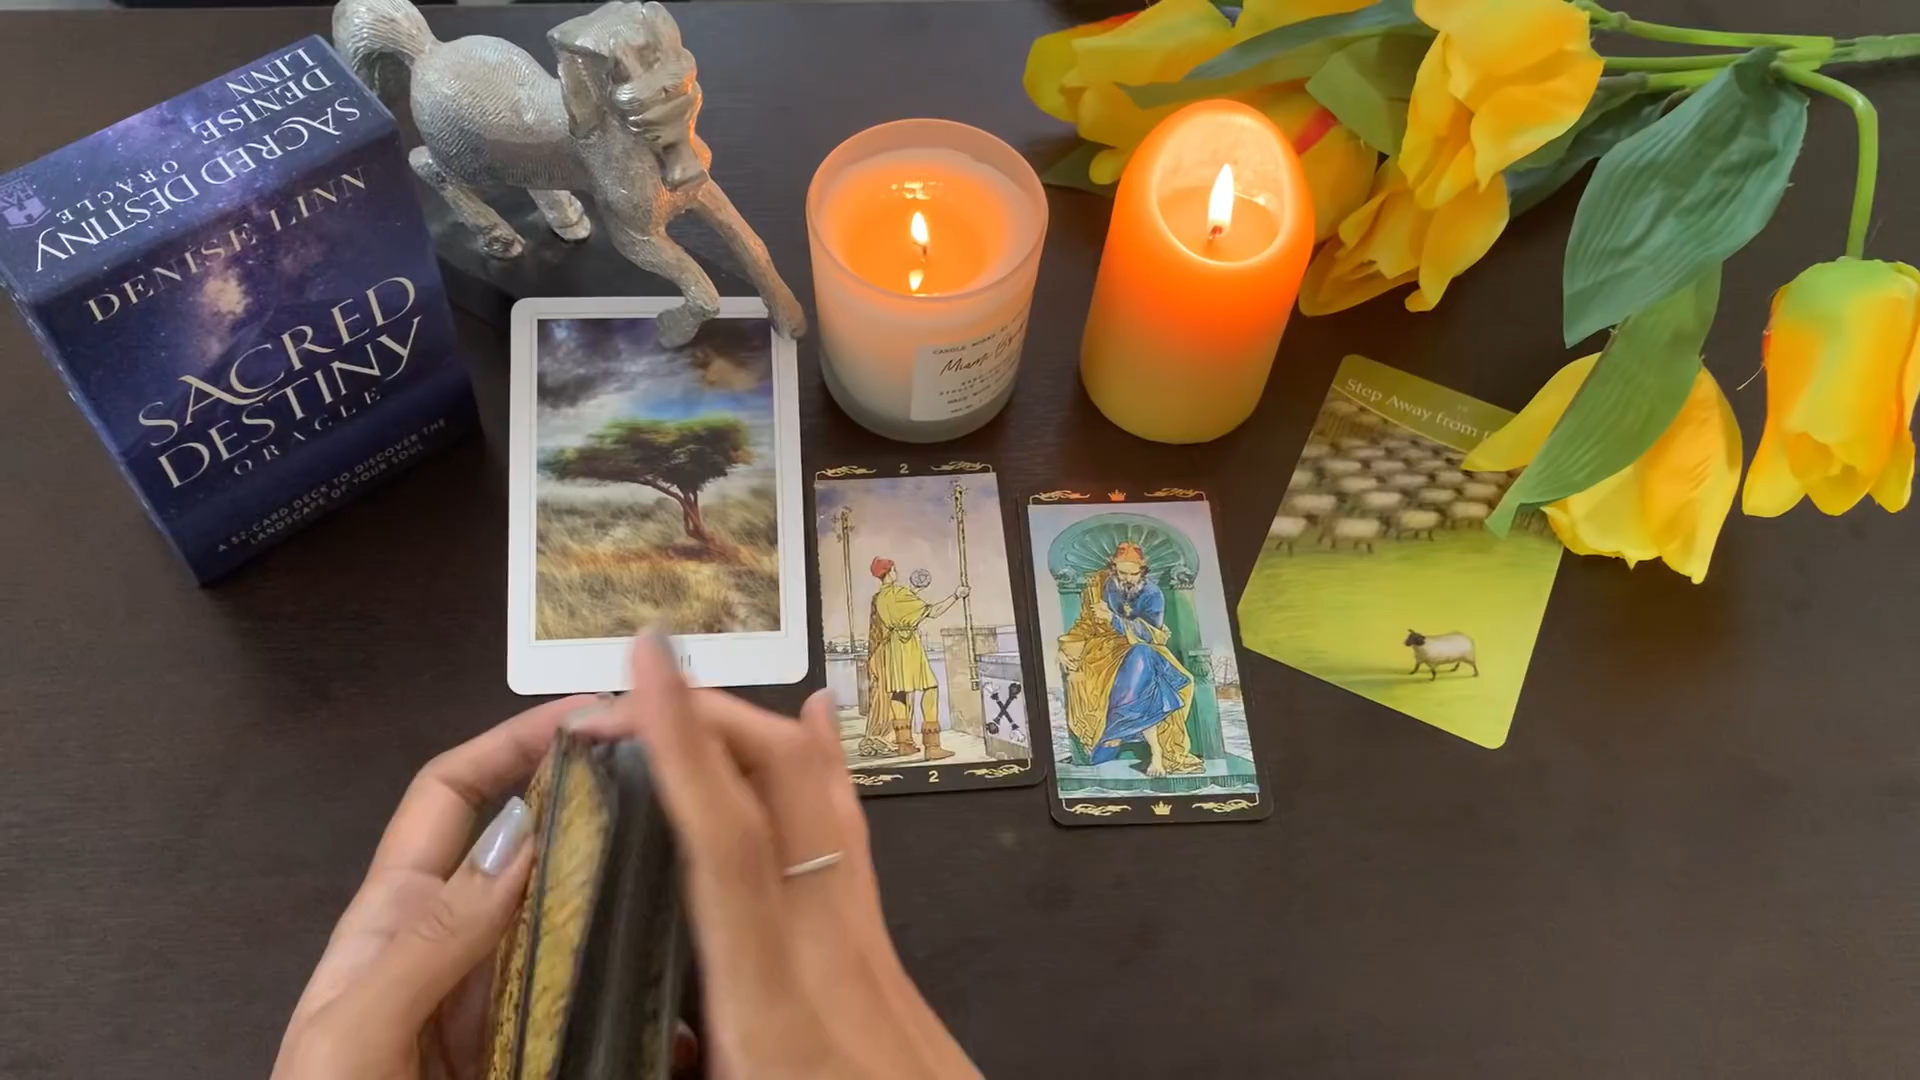 DENISE
LINN
SACRED DESTINY
ORACLE
DENISE LINN
SACRED
DESTINY
ORACLE
A 52-CARD DECK TO DISCOVER THE
LANDSCAPE OF YOUR SOUL
CANDLE
2
2
Step Away from